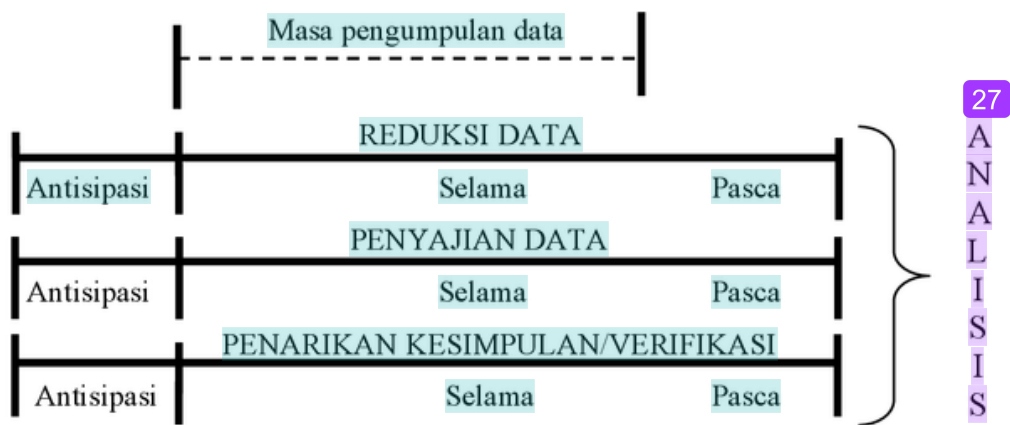 Masa pengumpulan data
REDUKSI DATA
Antisipasi Selama Pasca
PENYAJIAN DATA
Antisipasi Selama Pasca
PENARIKAN KESIMPULAN/VERIFIKASI
Antisipasi Selama Pasca
27
A
N
A
L
I
S
I
S